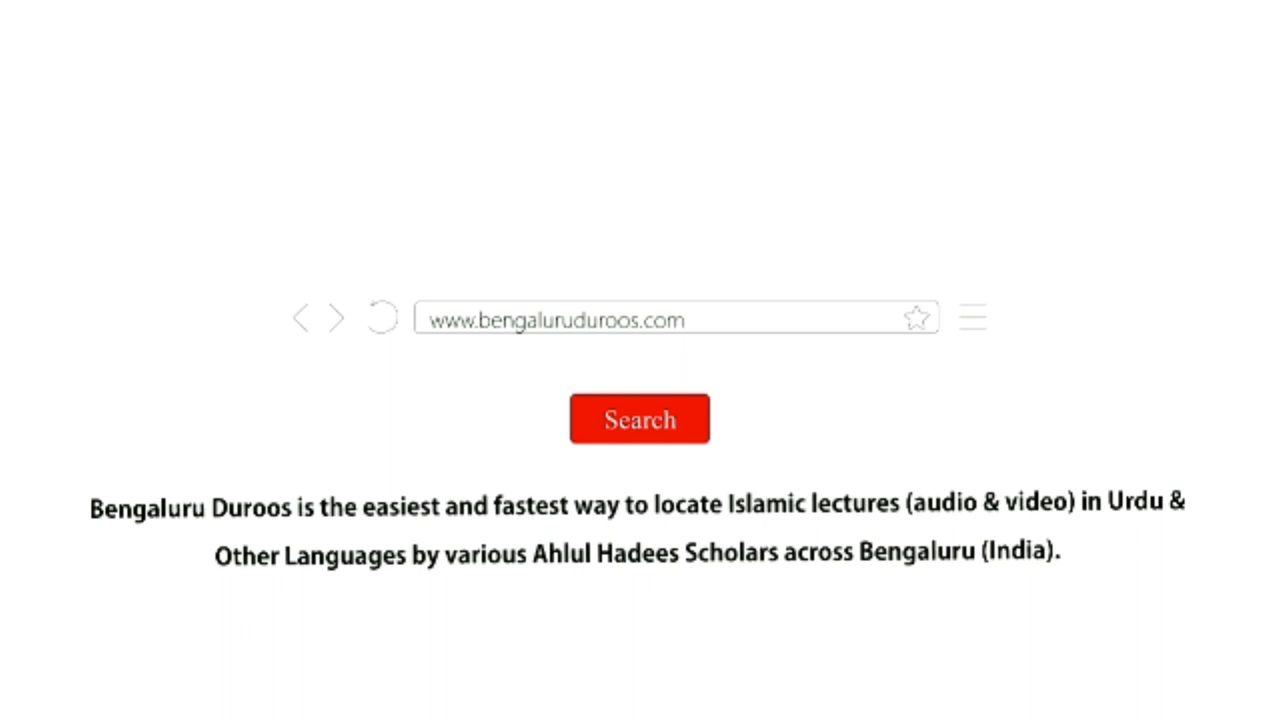 www.bengaluruduroos.com
Search
Bengaluru Duroos is the easiest and fastest way to locate Islamic lectures (audio & video) in Urdu &
Other Languages by various Ahlul Hadees Scholars across Bengaluru (India).